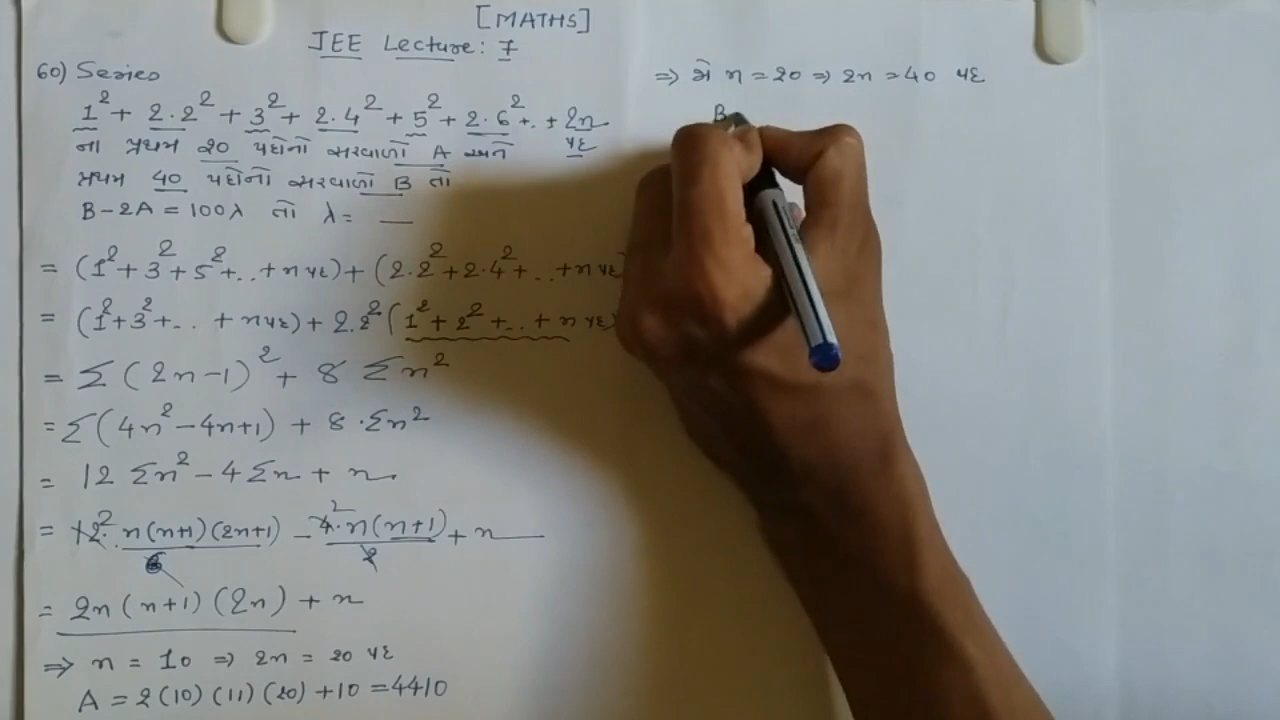 [MATHS]
JEE Lecture: 7
60) Series
1² + 2·2² + 3² + 2·4² + 5² + 2·6² + .. + 2n પદ
ના પ્રથમ 20 પદોનો સરવાળો A અને
પ્રથમ 40 પદોનો સરવાળો B તો
B-2A = 100λ તો λ = __
= (1² + 3² + 5² + .. + n પદ) + (2·2² + 2·4² + .. + n પદ
= (1² + 3² + .. + n પદ) + 2·2² (1² + 2² + .. + n પદ)
= Σ (2n-1)² + 8 Σn²
= Σ(4n² - 4n+1) + 8·Σn²
= 12 Σn² - 4Σn + n
= 12² · n(n+1)(2n+1)/6 - 4² · n(n+1)/2 + n
= 2n (n+1) (2n) + n
⇒ n = 10 ⇒ 2n = 20 પદ
A = 2(10)(11)(20) + 10 = 4410
⇒ જો n = 20 ⇒ 2n = 40 પદ
B